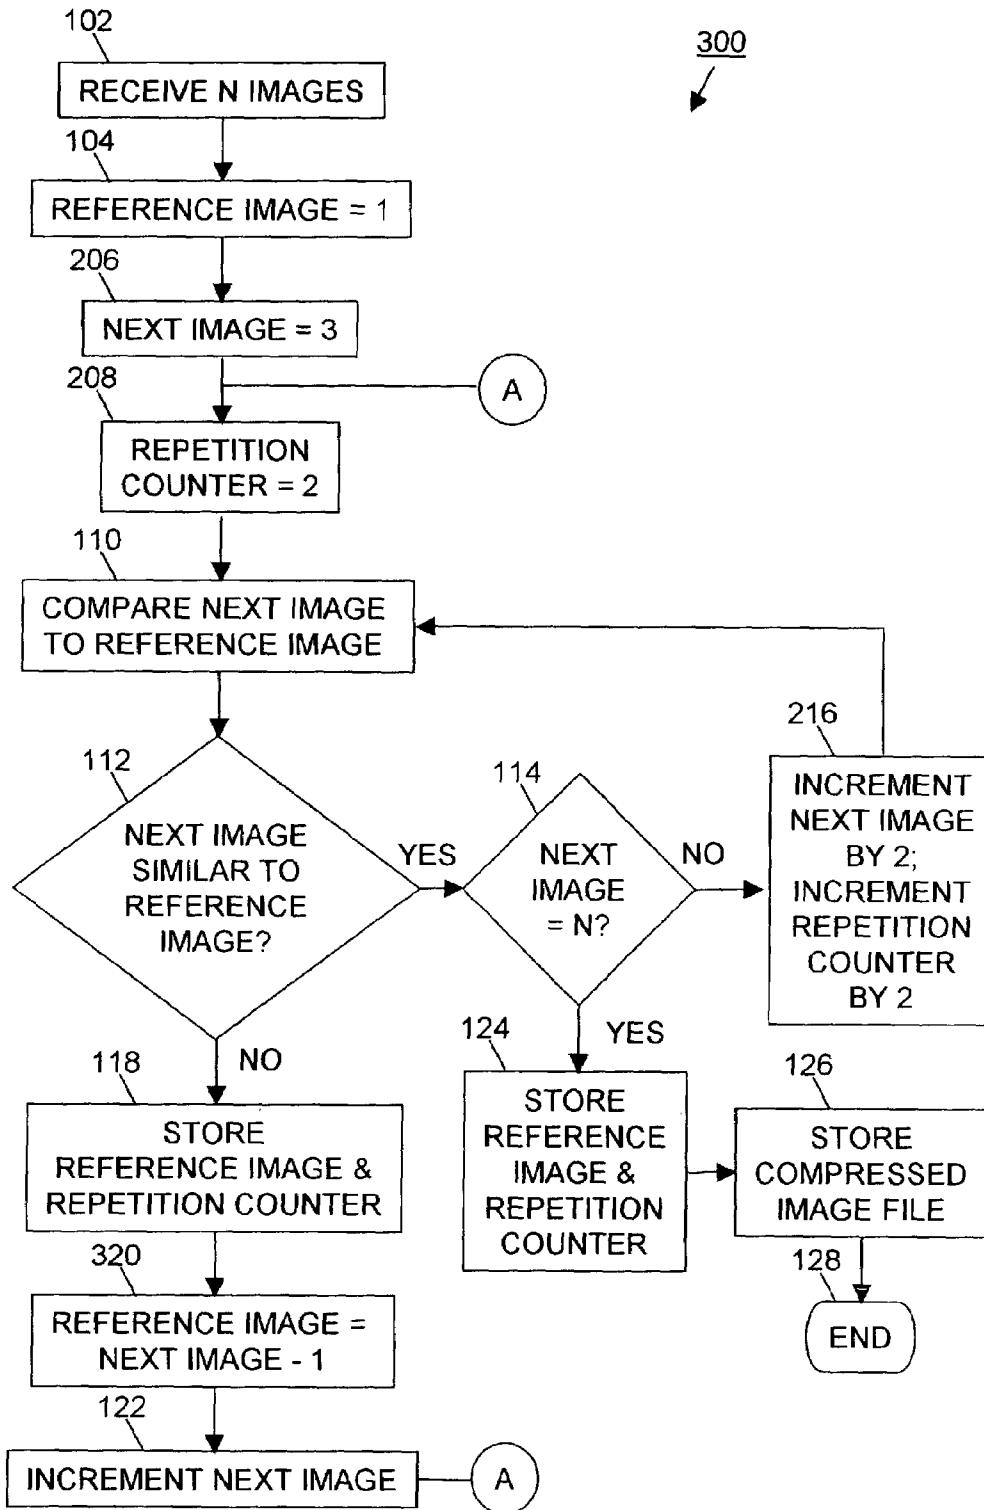 102
300
RECEIVE N IMAGES
104
REFERENCE IMAGE = 1
206
NEXT IMAGE = 3
A
208
REPETITION
COUNTER = 2
110
COMPARE NEXT IMAGE
TO REFERENCE IMAGE
112
NEXT IMAGE
SIMILAR TO
REFERENCE
IMAGE?
YES
NO
114
NEXT
IMAGE
= N?
NO
YES
216
INCREMENT
NEXT IMAGE
BY 2;
INCREMENT
REPETITION
COUNTER
BY 2
118
STORE
REFERENCE IMAGE &
REPETITION COUNTER
124
STORE
REFERENCE
IMAGE &
REPETITION
COUNTER
126
STORE
COMPRESSED
IMAGE FILE
128
END
320
REFERENCE IMAGE =
NEXT IMAGE - 1
122
INCREMENT NEXT IMAGE
A